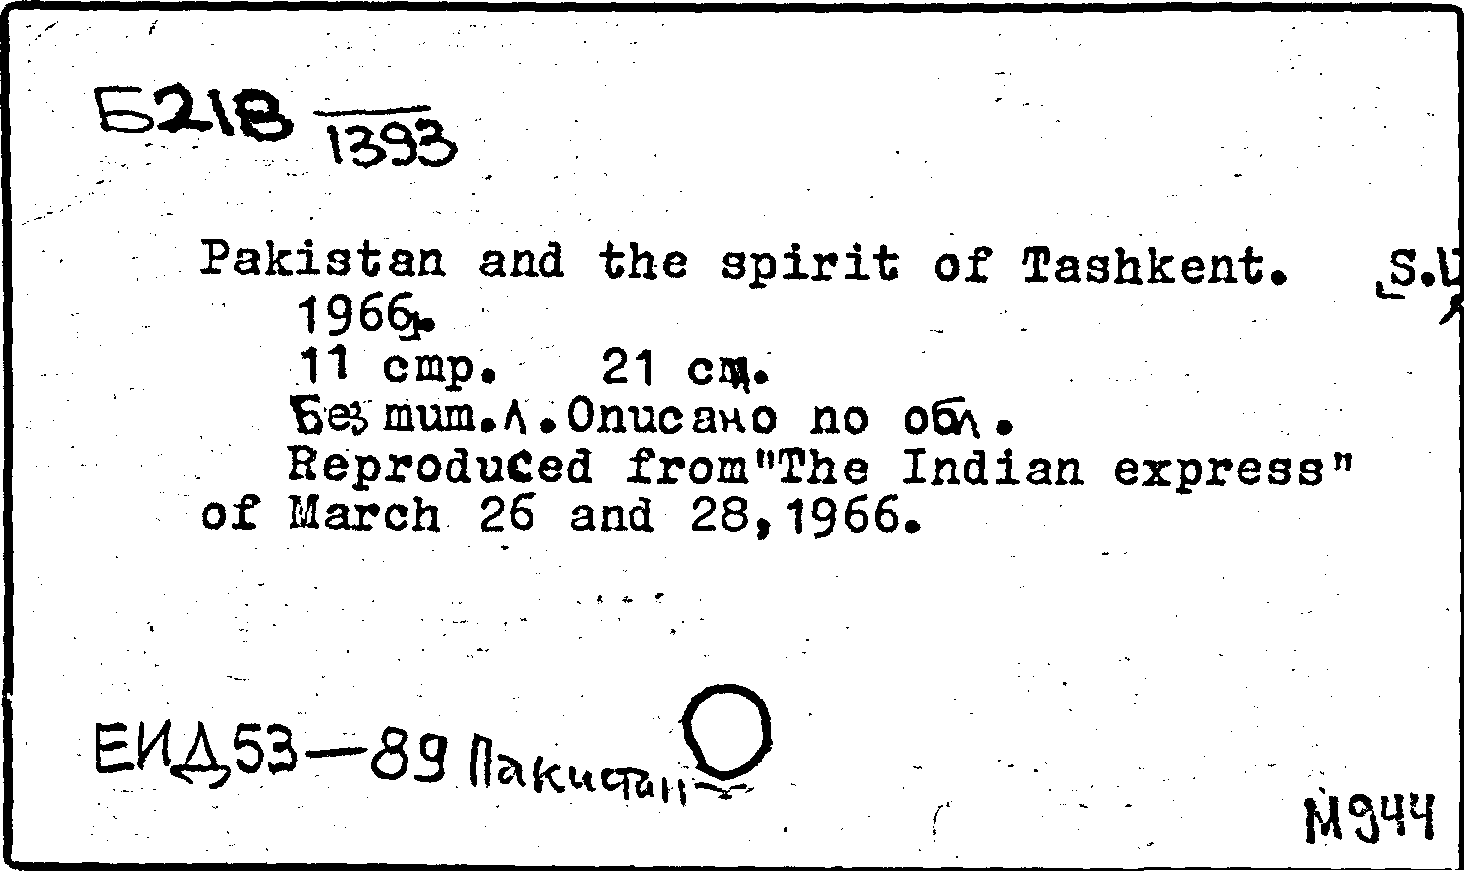 Б218 1393
Pakistan and the spirit of Tashkent. S.
1966.
11 стр. 21 см.
Без тит.л. Описано по обл.
Reproduced from "The Indian express"
of March 26 and 28, 1966.
ЕИД53—89 Пакистан
М944